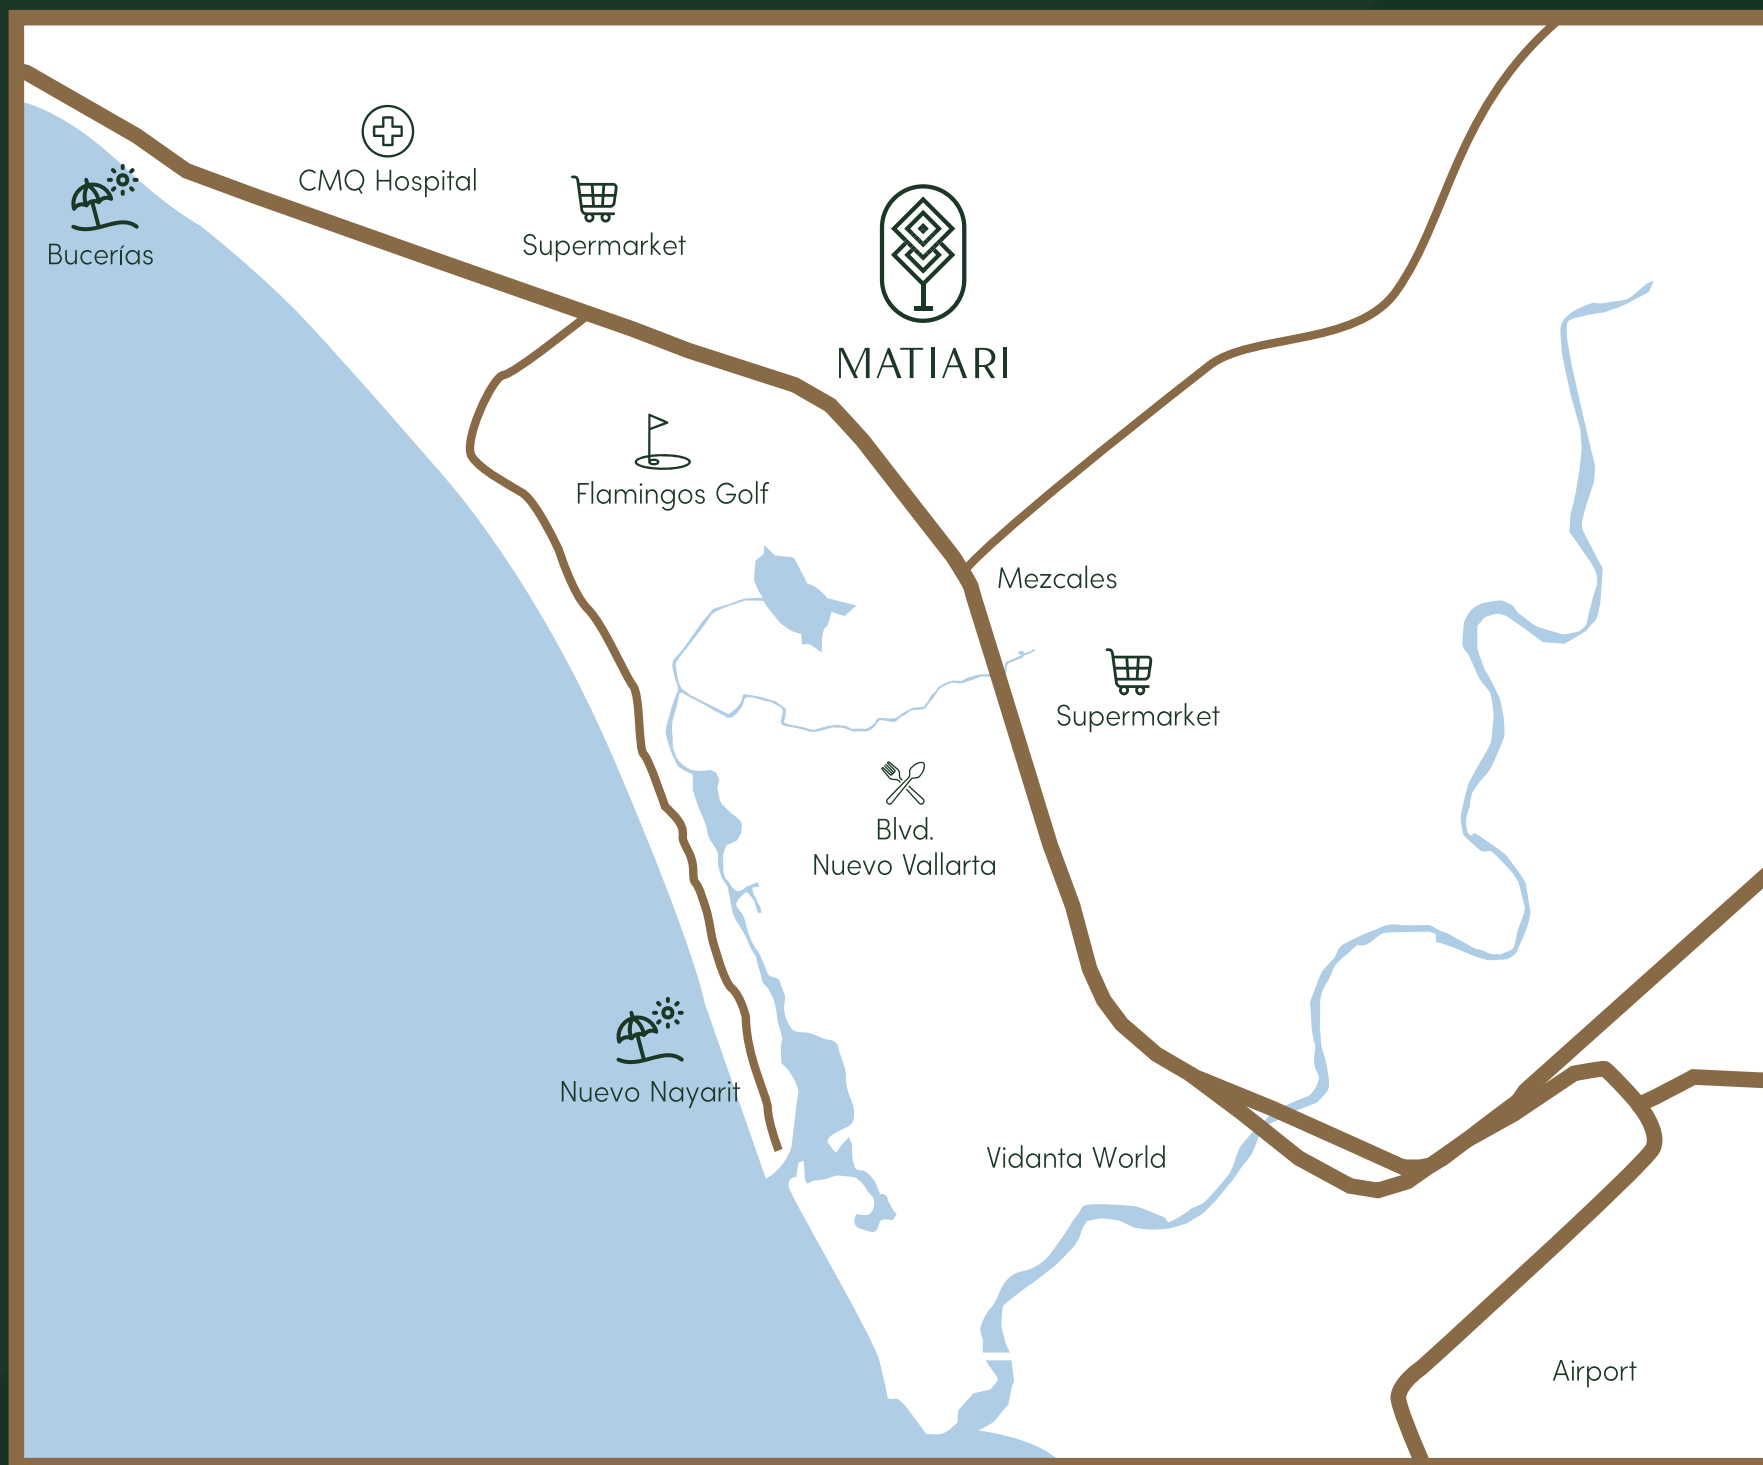 CMQ Hospital
Bucerías
Supermarket
MATIARI
Flamingos Golf
Mezcales
Supermarket
Blvd.
Nuevo Vallarta
Nuevo Nayarit
Vidanta World
Airport